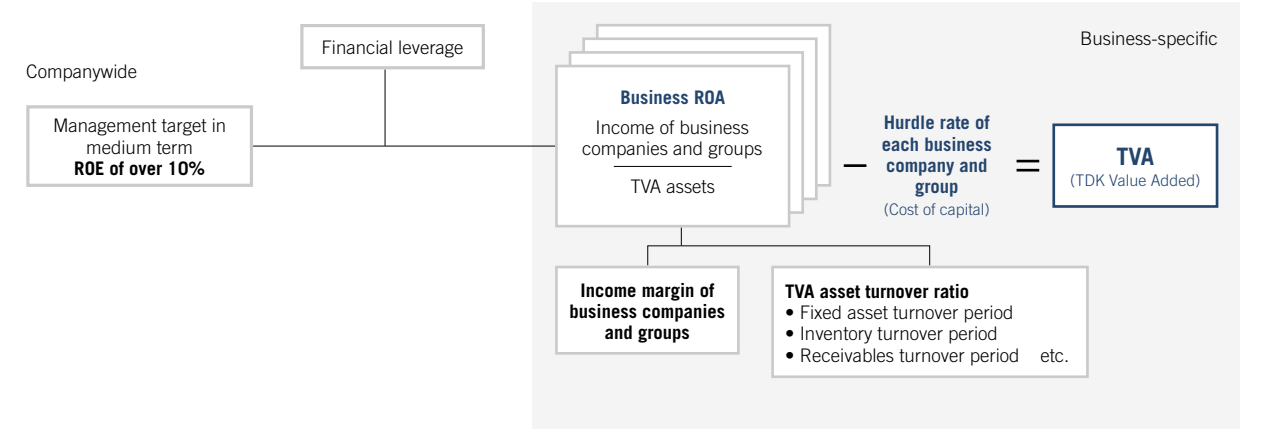 Companywide
Management target in
medium term
ROE of over 10%
Financial leverage
Business-specific
Business ROA
Income of business
companies and groups
TVA assets
–
Hurdle rate of
each business
company and
group
(Cost of capital)
=
TVA
(TDK Value Added)
Income margin of
business companies
and groups
TVA asset turnover ratio
• Fixed asset turnover period
• Inventory turnover period
• Receivables turnover period etc.